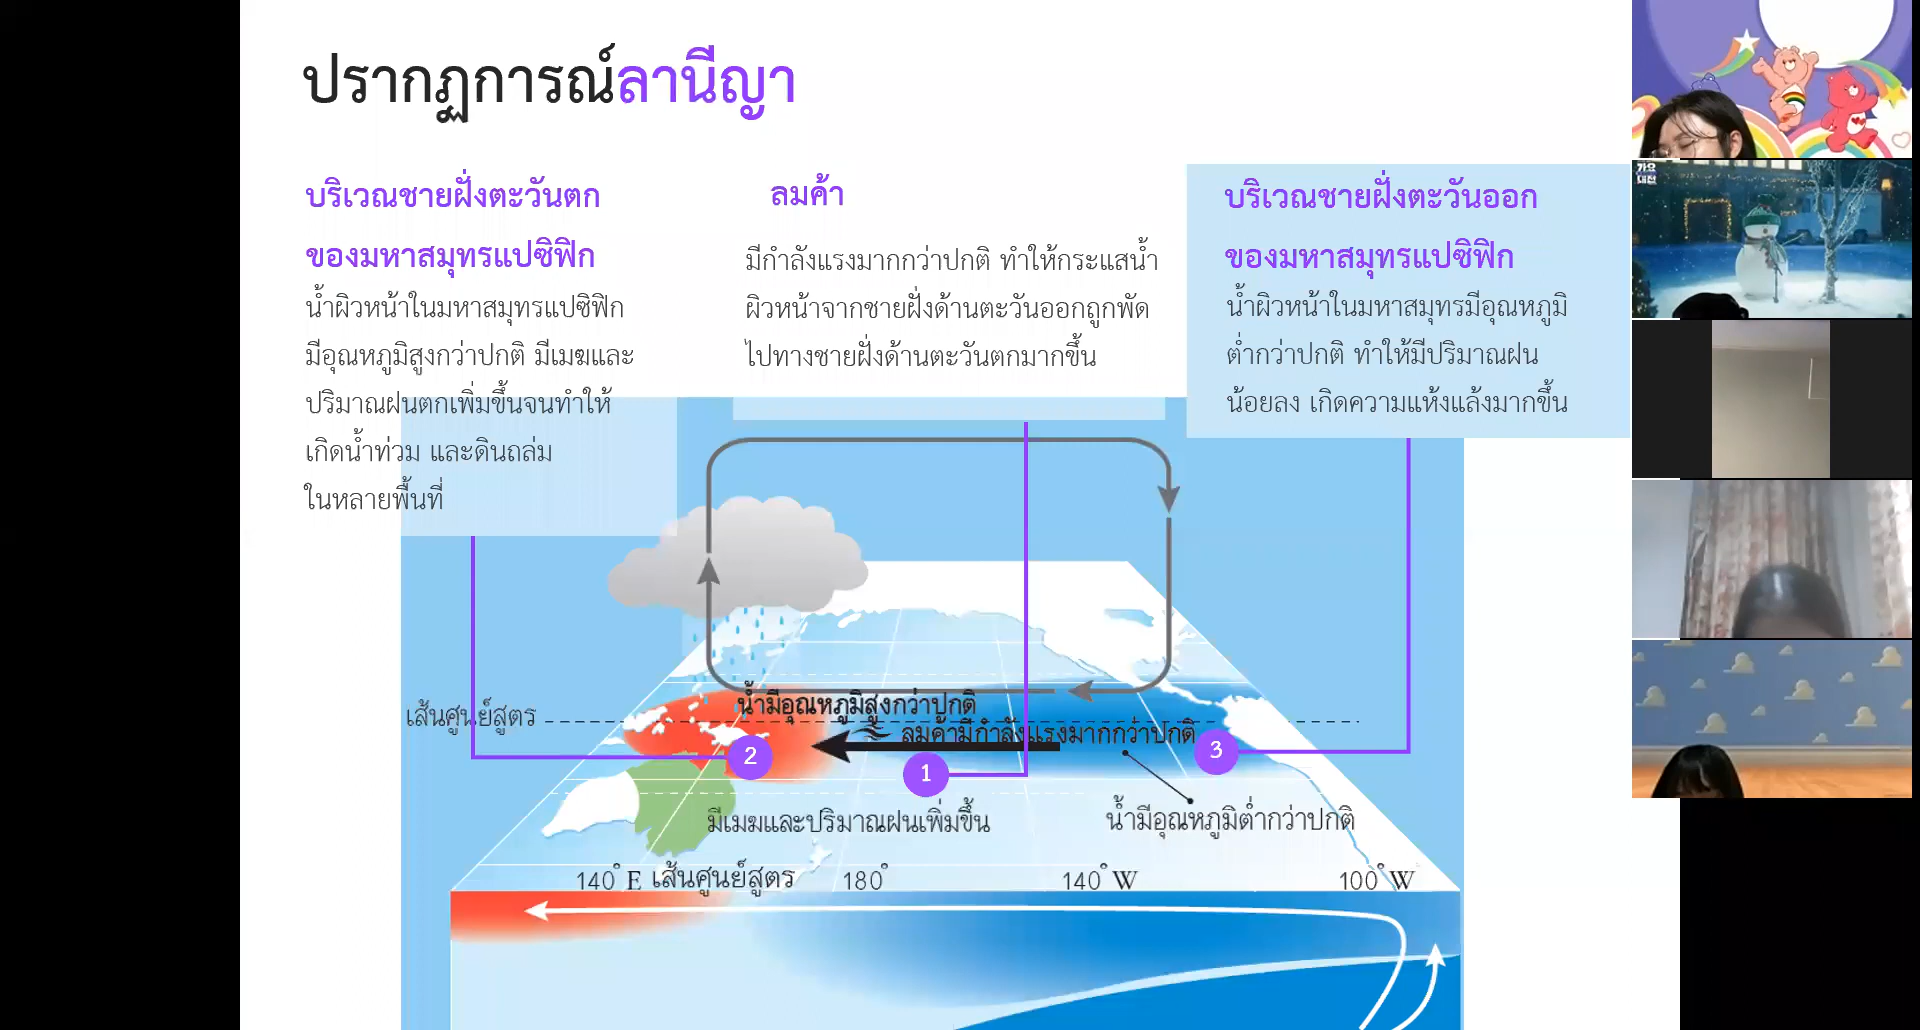 ปรากฏการณ์ลานีญา
บริเวณชายฝั่งตะวันตก
ของมหาสมุทรแปซิฟิก
น้ำผิวหน้าในมหาสมุทรแปซิฟิก
มีอุณหภูมิสูงกว่าปกติ มีเมฆและ
ปริมาณฝนตกเพิ่มขึ้นจนทำให้
เกิดน้ำท่วม และดินถล่ม
ในหลายพื้นที่
ลมค้า
มีกำลังแรงมากกว่าปกติ ทำให้กระแสน้ำ
ผิวหน้าจากชายฝั่งด้านตะวันออกถูกพัด
ไปทางชายฝั่งด้านตะวันตกมากขึ้น
บริเวณชายฝั่งตะวันออก
ของมหาสมุทรแปซิฟิก
น้ำผิวหน้าในมหาสมุทรมีอุณหภูมิ
ต่ำกว่าปกติ ทำให้มีปริมาณฝน
น้อยลง เกิดความแห้งแล้งมากขึ้น
น้ำมีอุณหภูมิสูงกว่าปกติ
เส้นศูนย์สูตร
ลมค้ามีกำลังแรงมากกว่าปกติ
2
1
3
มีเมฆและปริมาณฝนเพิ่มขึ้น
น้ำมีอุณหภูมิต่ำกว่าปกติ
140° E เส้นศูนย์สูตร 180° 140° W 100° W
가요
대전